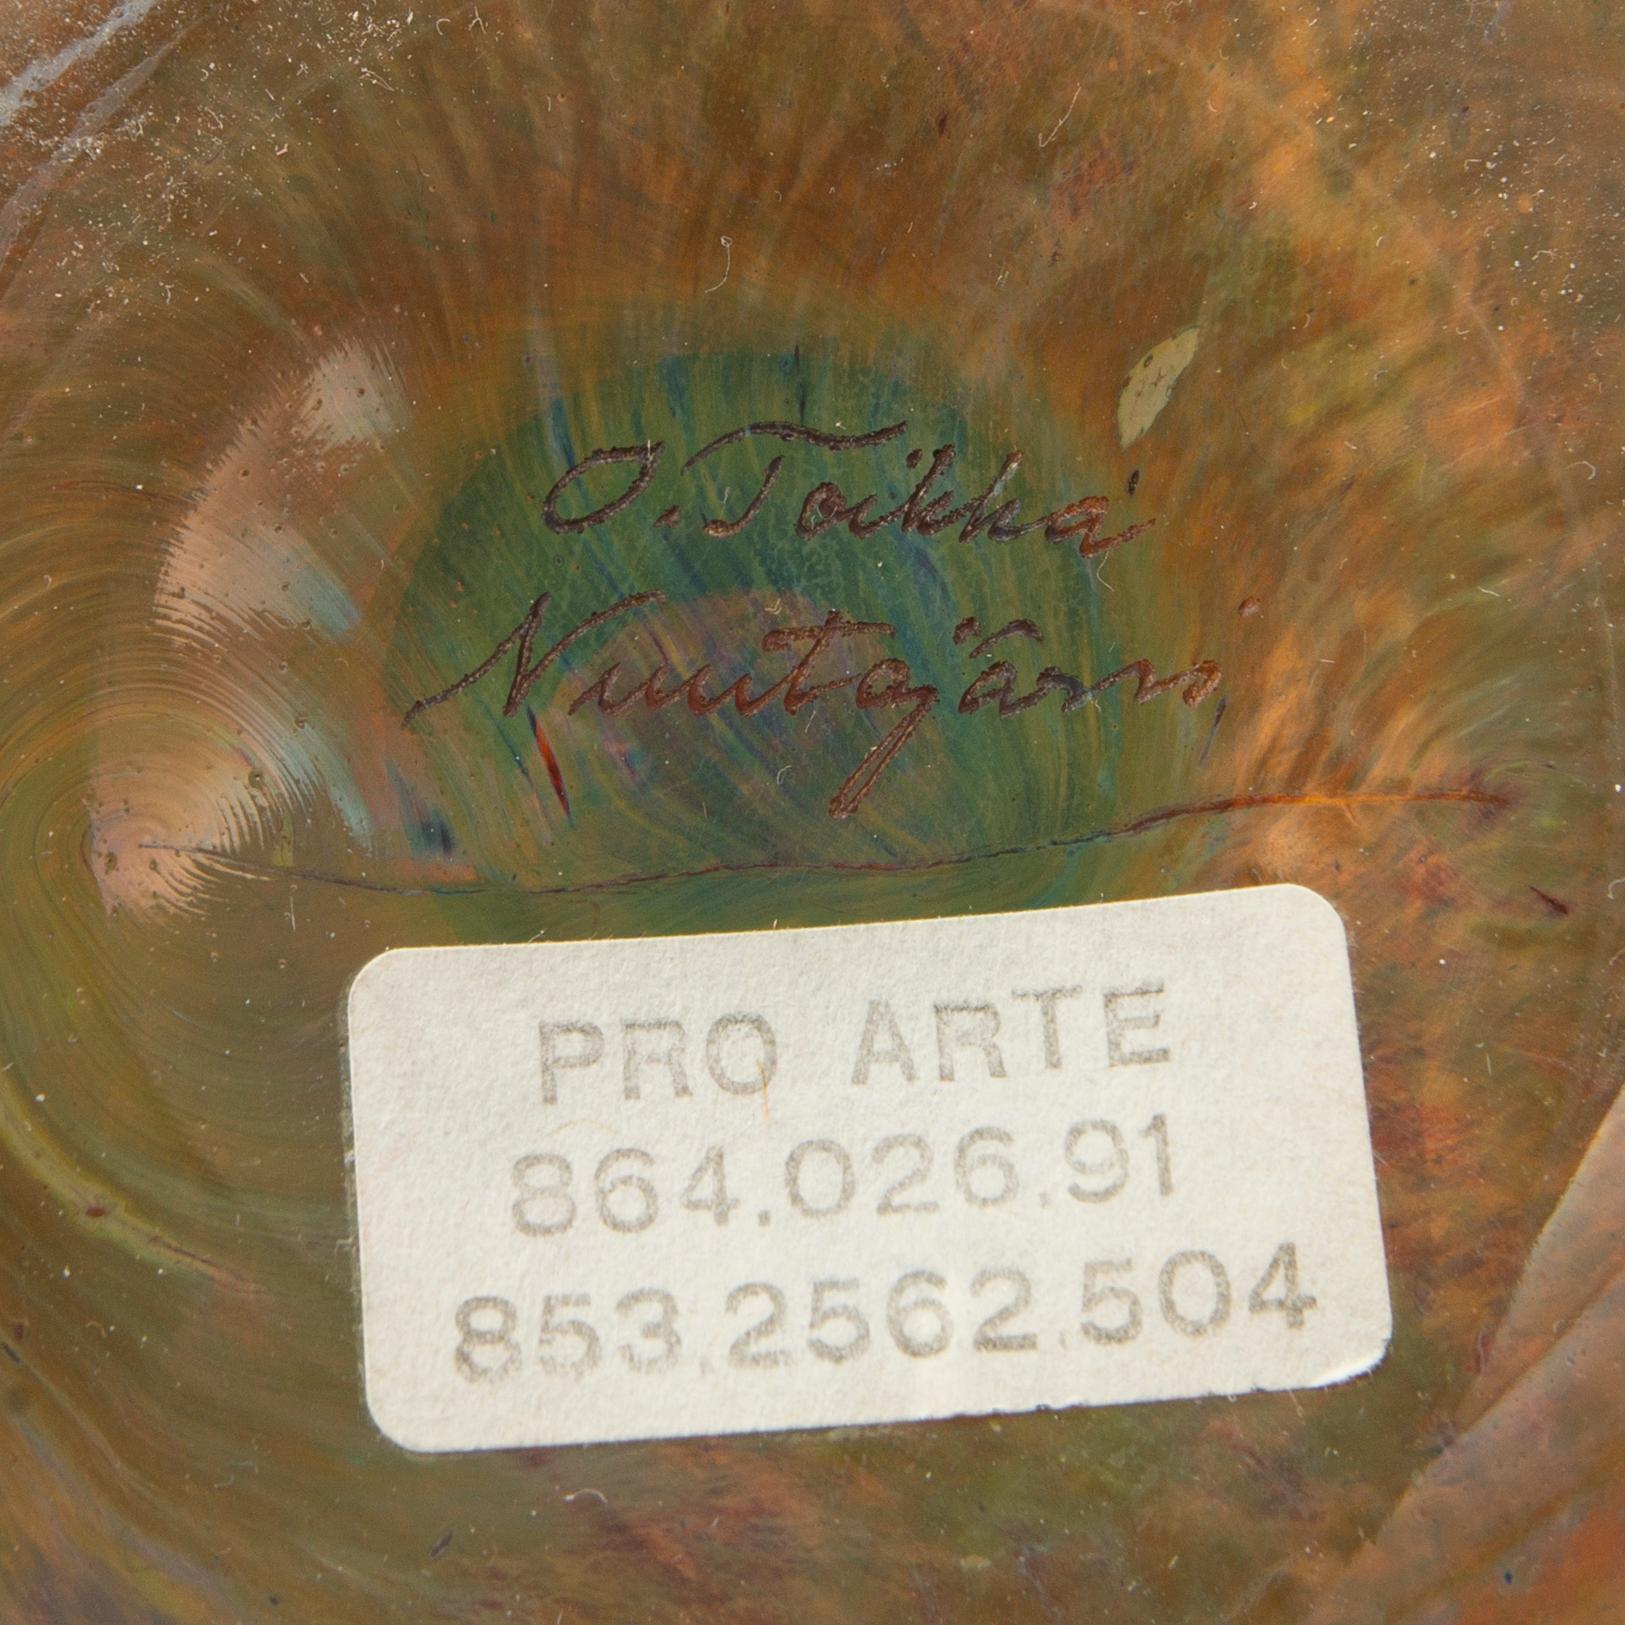 O. Toikka
Nuutajärvi
PRO ARTE
864.026.91
853.2562.504